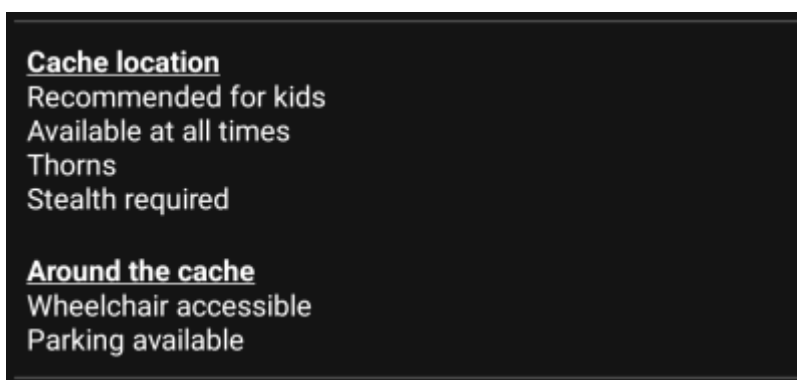 Cache location
Recommended for kids
Available at all times
Thorns
Stealth required
Around the cache
Wheelchair accessible
Parking available